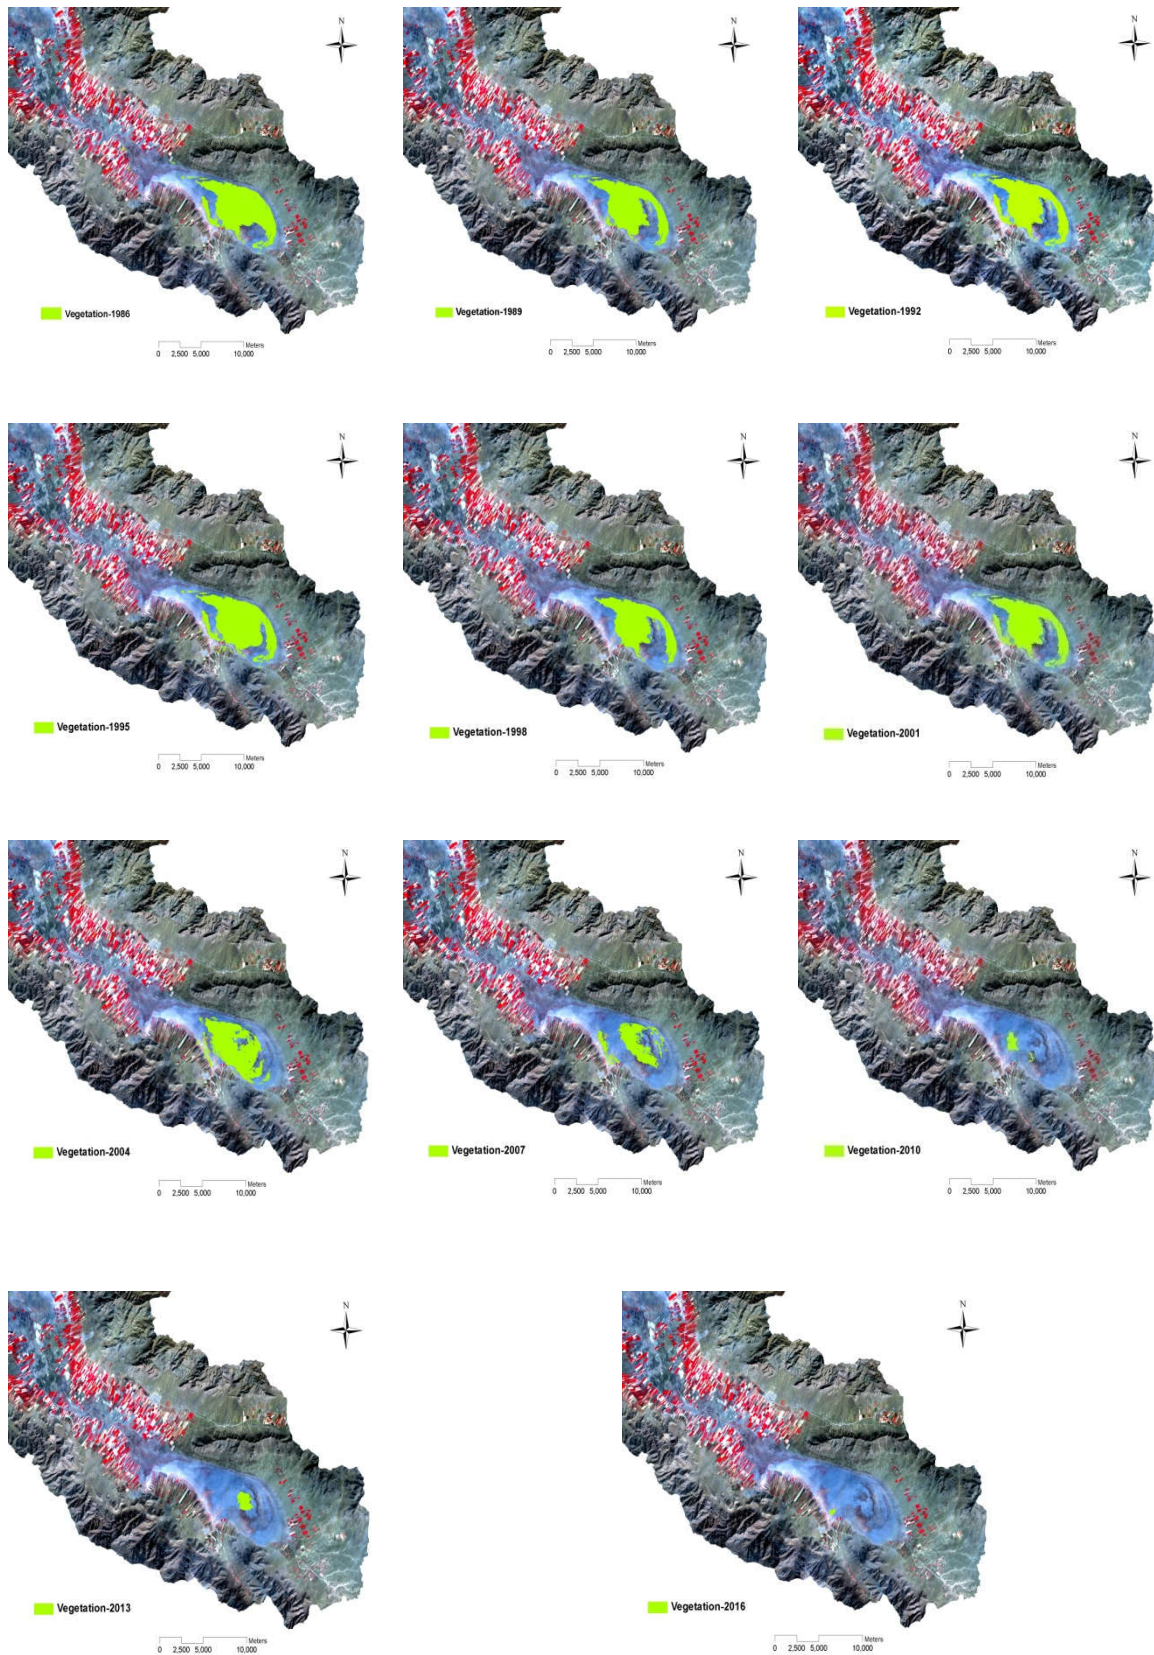 N N N
Vegetation-1986 Vegetation-1989 Vegetation-1992
Meters Meters Meters
0 2,500 5,000 10,000 0 2,500 5,000 10,000 0 2,500 5,000 10,000
N N N
Vegetation-1995 Vegetation-1998 Vegetation-2001
Meters Meters Meters
0 2,500 5,000 10,000 0 2,500 5,000 10,000 0 2,500 5,000 10,000
N N N
Vegetation-2004 Vegetation-2007 Vegetation-2010
Meters Meters Meters
0 2,500 5,000 10,000 0 2,500 5,000 10,000 0 2,500 5,000 10,000
N N
Vegetation-2013 Vegetation-2016
Meters Meters
0 2,500 5,000 10,000 0 2,500 5,000 10,000